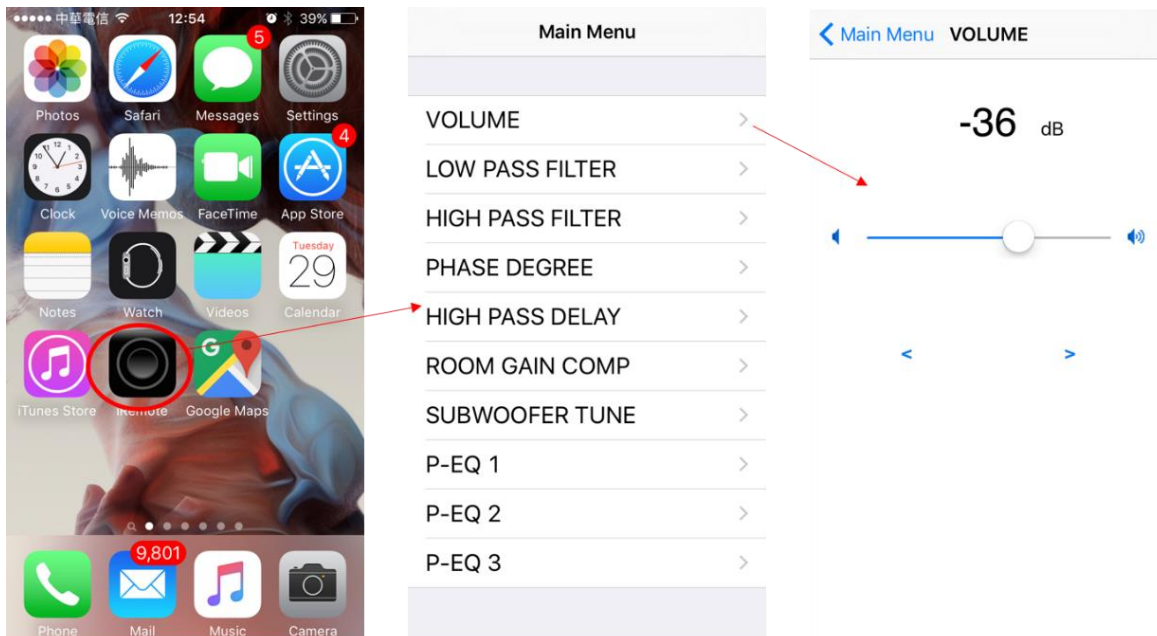 中華電信 12:54 39%
5
Photos Safari Messages Settings
4
12
Clock Voice Memos FaceTime App Store
Tuesday
29
Notes Watch Videos Calendar
G
iTunes Store iRemote Google Maps
9,801
Phone Mail Music Camera
Main Menu
VOLUME
LOW PASS FILTER
HIGH PASS FILTER
PHASE DEGREE
HIGH PASS DELAY
ROOM GAIN COMP
SUBWOOFER TUNE
P-EQ 1
P-EQ 2
P-EQ 3
< Main Menu VOLUME
-36 dB
< >